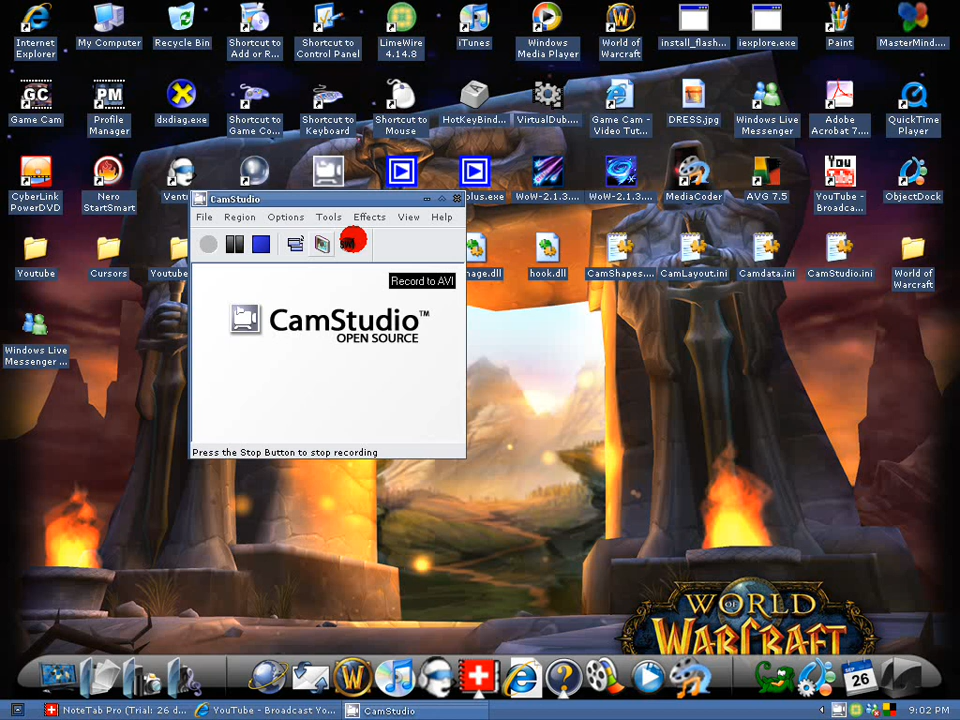 Internet
Explorer
My Computer
Recycle Bin
Shortcut to
Add or R...
Shortcut to
Control Panel
LimeWire
4.14.8
iTunes
Windows
Media Player
World of
Warcraft
install_flash...
iexplore.exe
Paint
MasterMind....
GC
Game Cam
PM
Profile
Manager
dxdiag.exe
Shortcut to
Game Co...
Shortcut to
Keyboard
Shortcut to
Mouse
A
HotKeyBind...
VirtualDub....
Game Cam -
Video Tut...
DRESS.jpg
Windows Live
Messenger
Adobe
Acrobat 7....
QuickTime
Player
CyberLink
PowerDVD
Nero
StartSmart
Vent
plus.exe
WoW-2.1.3....
WoW-2.1.3....
MediaCoder
AVG 7.5
You
Tube
YouTube -
Broadca...
ObjectDock
Youtube
Cursors
Youtube
mage.dll
hook.dll
CamShapes....
CamLayout.ini
Camdata.ini
CamStudio.ini
World of
Warcraft
Windows Live
Messenger ...
CamStudio
File Region Options Tools Effects View Help
Record to AVI
CamStudio™
OPEN SOURCE
Press the Stop Button to stop recording
WORLD
OF
WARCRAFT
26
NoteTab Pro (Trial: 26 d...
YouTube - Broadcast Yo...
CamStudio
9:02 PM